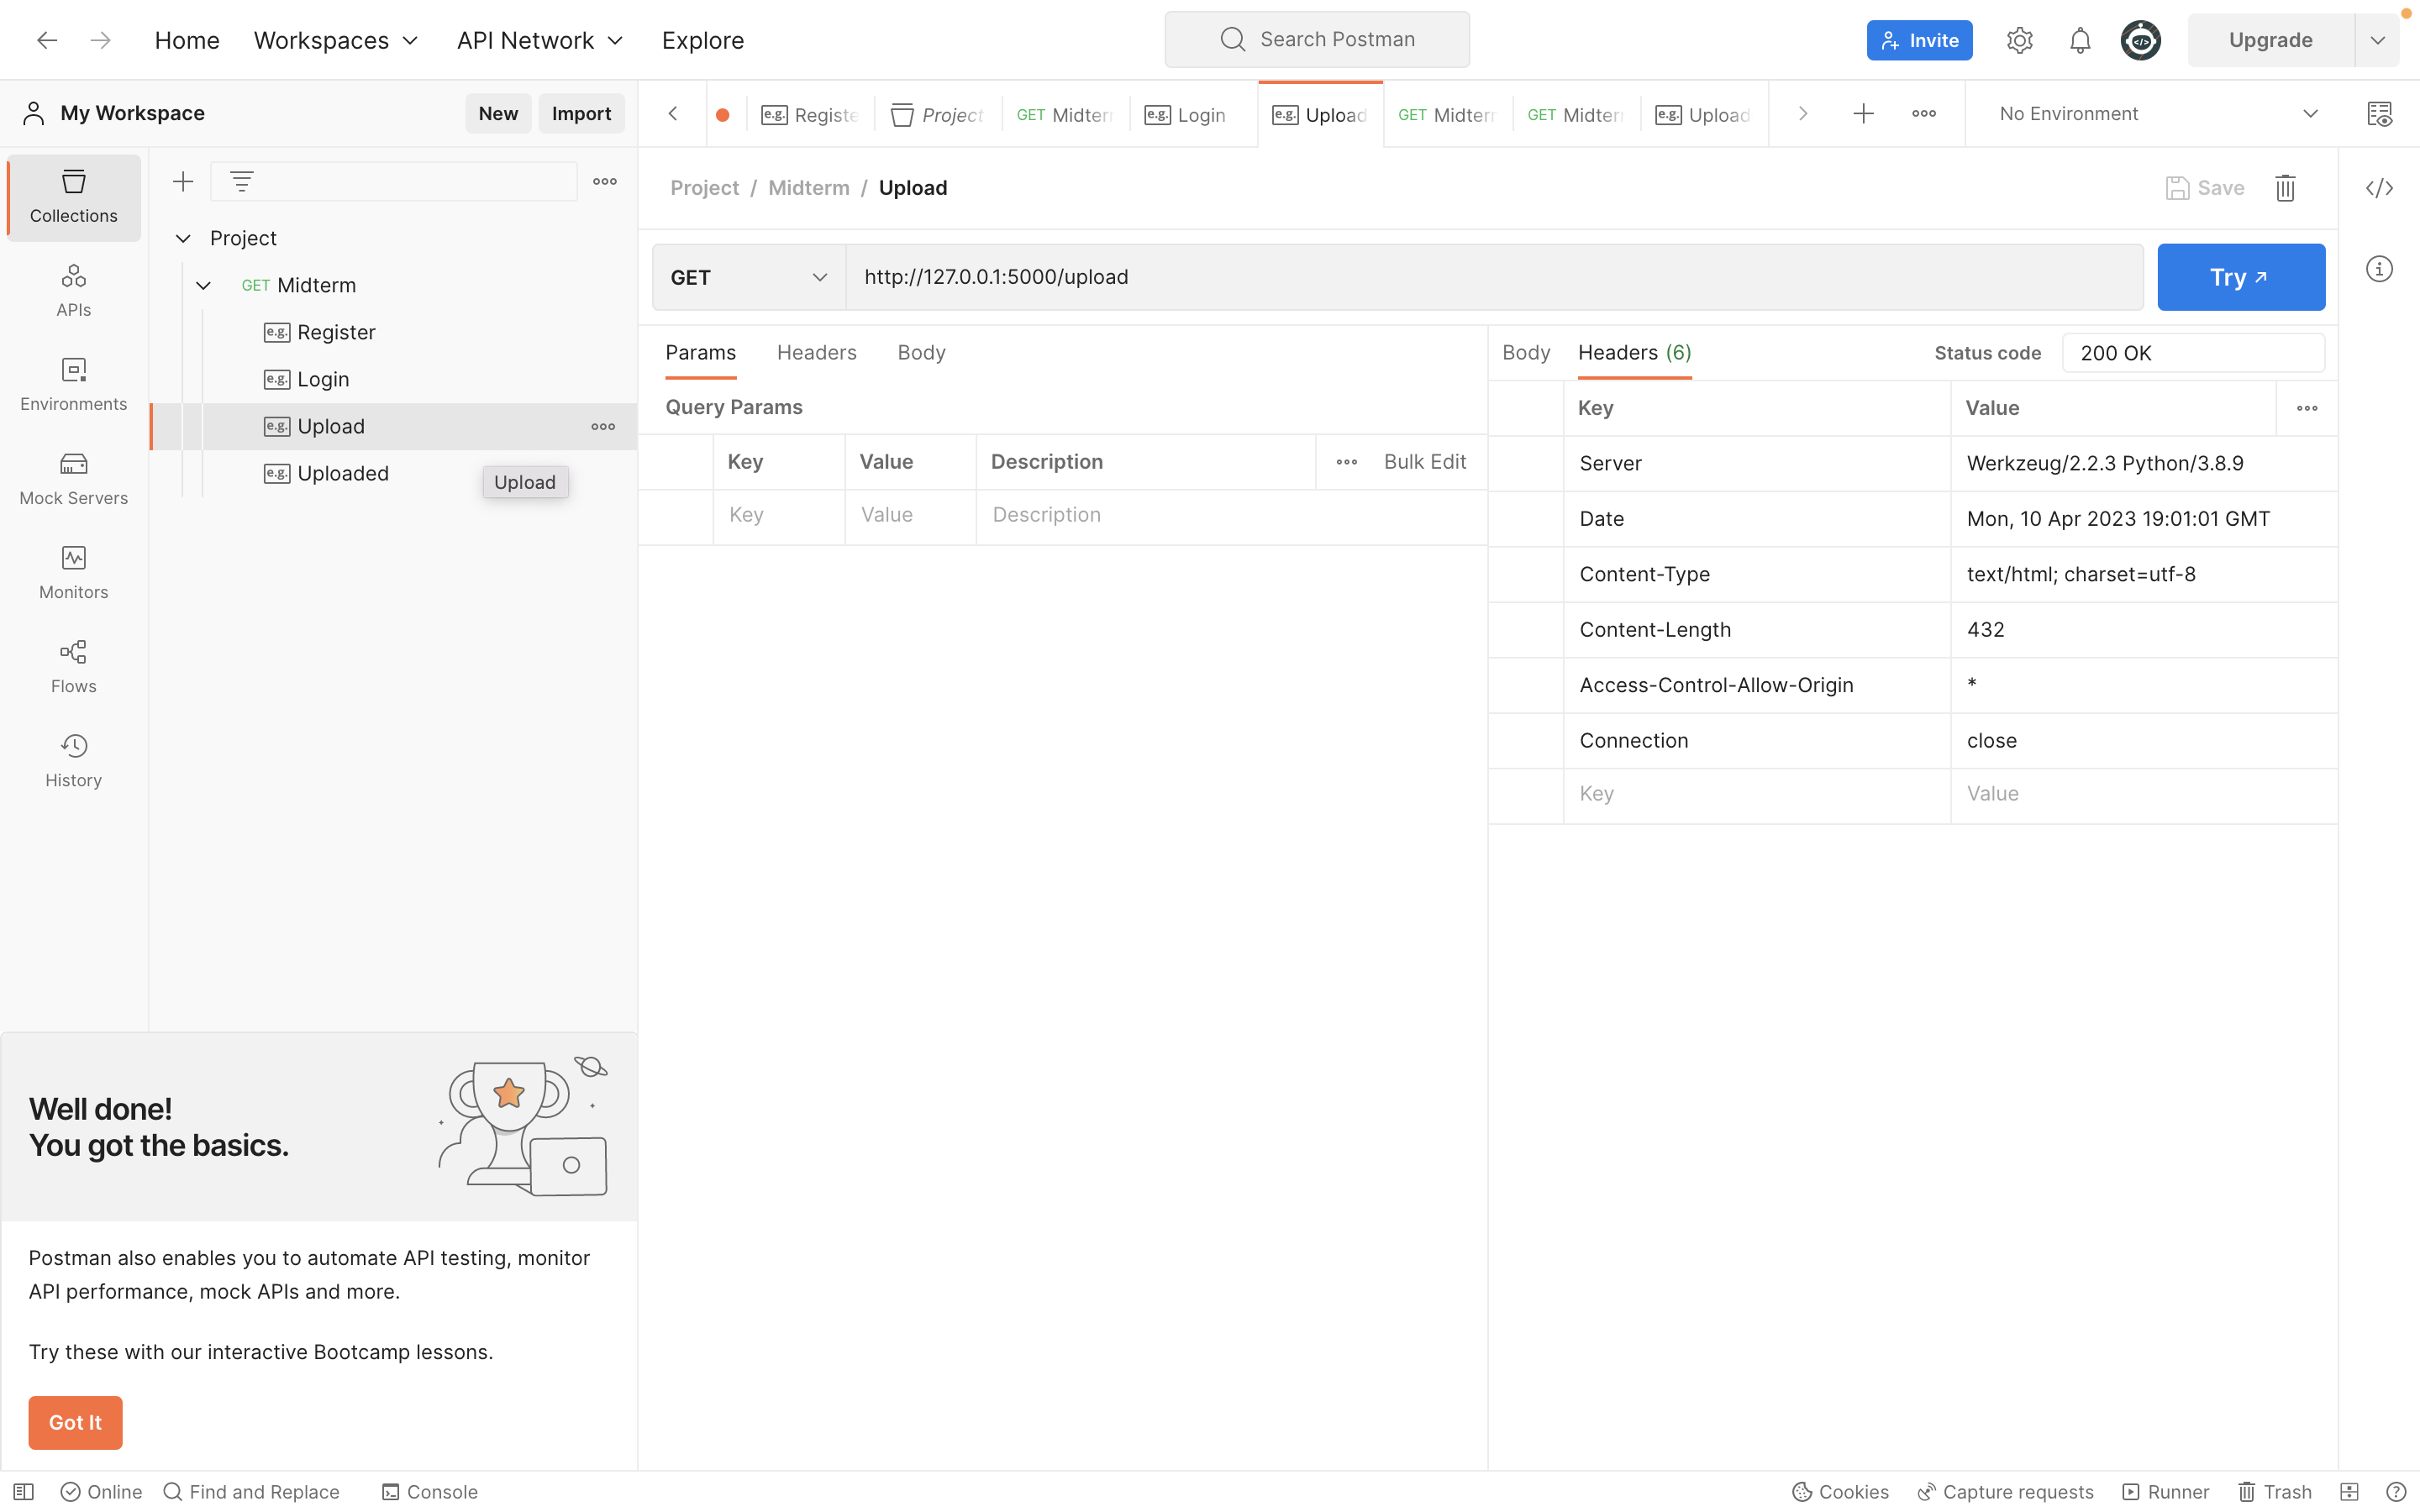 Home Workspaces API Network Explore
Search Postman
Invite
Upgrade
My Workspace
New Import
Registe
Project
GET Midterm
e.g. Login
e.g. Upload
GET Midterm
GET Midterm
e.g. Upload
No Environment
Collections
APIs
Environments
Mock Servers
Monitors
Flows
History
Project
GET Midterm
e.g. Register
e.g. Login
e.g. Upload
e.g. Uploaded
Upload
Project / Midterm / Upload
Save
GET http://127.0.0.1:5000/upload
Try
Params Headers Body
Query Params
Key Value Description Bulk Edit
Key Value Description
Body Headers (6) Status code 200 OK
Key Value
Server Werkzeug/2.2.3 Python/3.8.9
Date Mon, 10 Apr 2023 19:01:01 GMT
Content-Type text/html; charset=utf-8
Content-Length 432
Access-Control-Allow-Origin *
Connection close
Key Value
Well done!
You got the basics.
Postman also enables you to automate API testing, monitor
API performance, mock APIs and more.
Try these with our interactive Bootcamp lessons.
Got It
Online Find and Replace Console
Cookies Capture requests Runner Trash